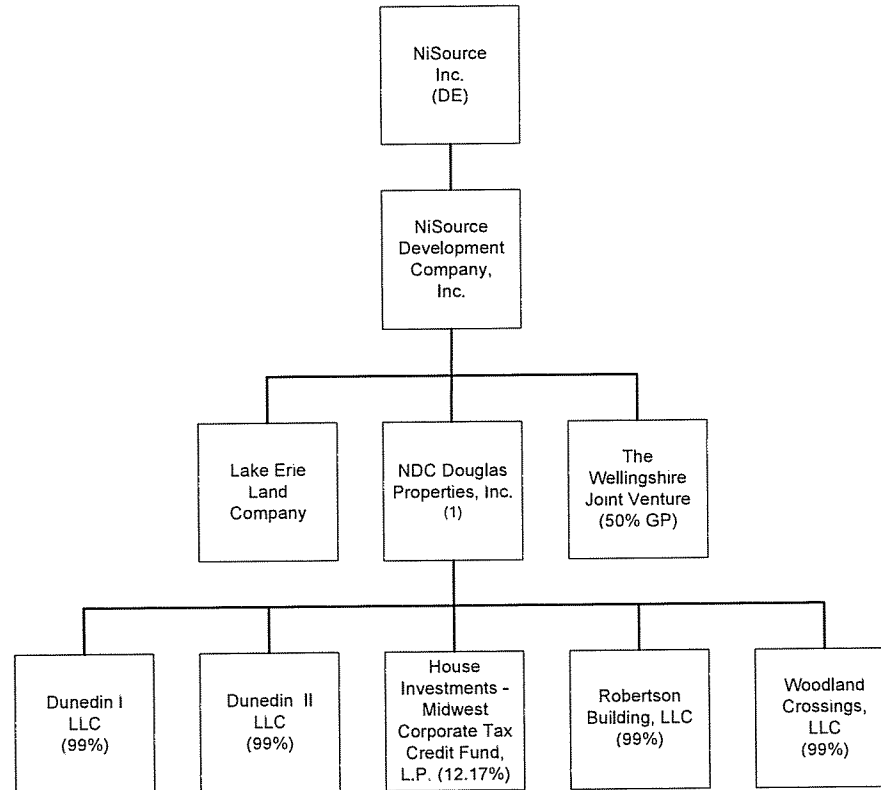 NiSource
Inc.
(DE)
NiSource
Development
Company,
Inc.
Lake Erie
Land
Company
NDC Douglas
Properties, Inc.
(1)
The
Wellingshire
Joint Venture
(50% GP)
Dunedin I
LLC
(99%)
Dunedin II
LLC
(99%)
House
Investments -
Midwest
Corporate Tax
Credit Fund,
L.P. (12.17%)
Robertson
Building, LLC
(99%)
Woodland
Crossings,
LLC
(99%)